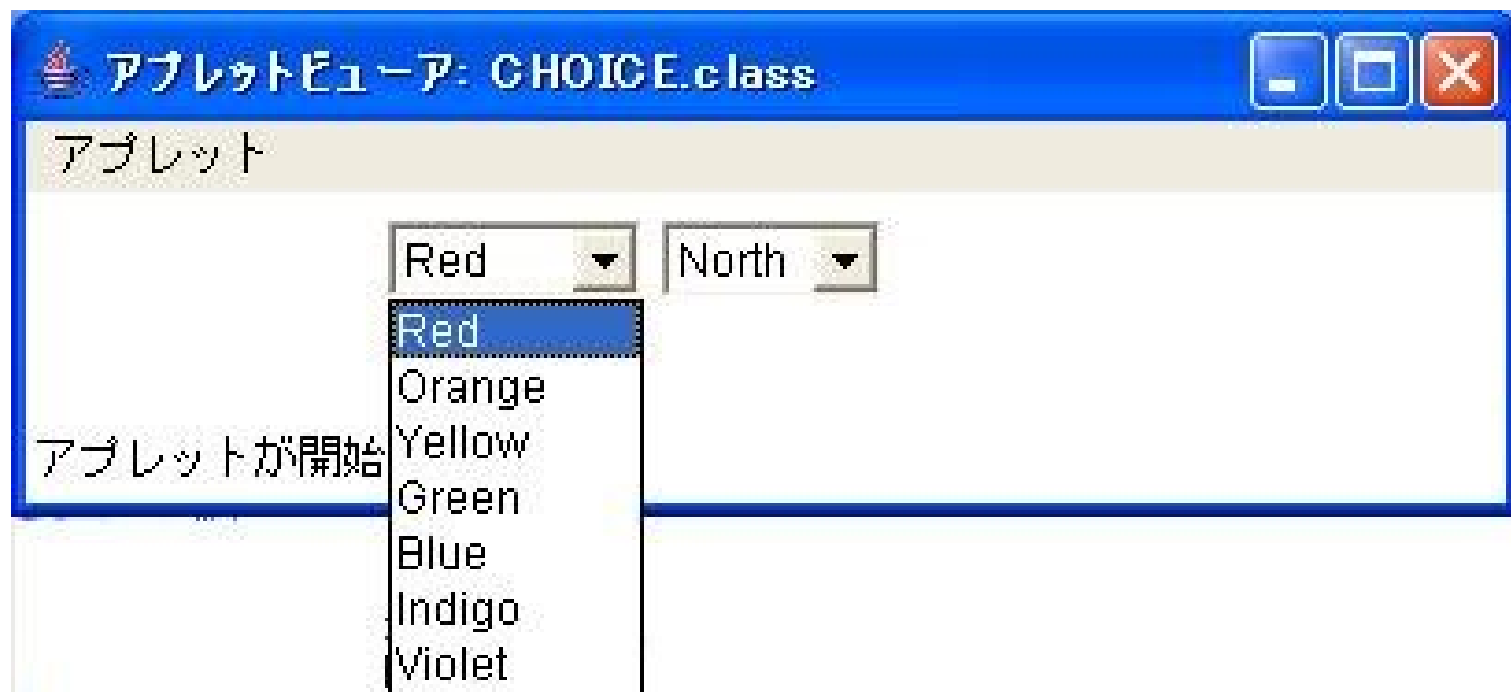 アプレットビューア: CHOICE.class
アプレット
Red North
Red
Orange
Yellow
Green
Blue
Indigo
Violet
アプレットが開始